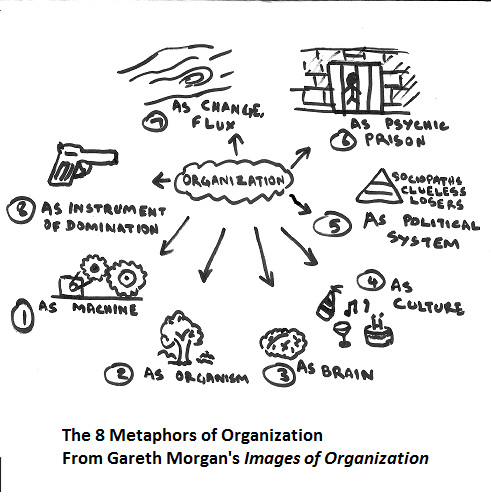 AS CHANGE,
FLUX
7
AS PSYCHIC
PRISON
6
ORGANIZATION
SOCIOPATHS
CLUELESS
LOSERS
5 AS POLITICAL
SYSTEM
8 AS INSTRUMENT
OF DOMINATION
4 AS
CULTURE
1 AS MACHINE
2 AS ORGANISM
3 AS BRAIN
The 8 Metaphors of Organization
From Gareth Morgan's Images of Organization